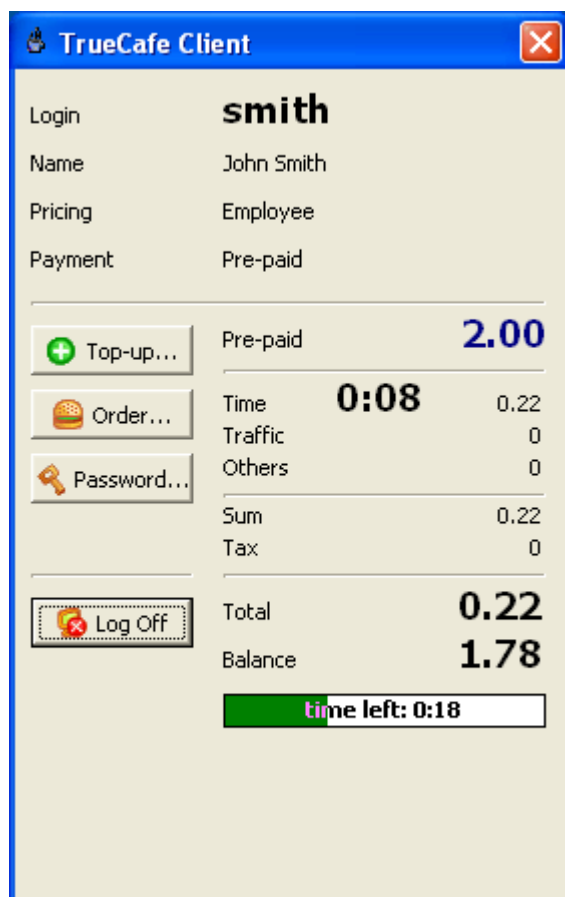 TrueCafe Client
Login smith
Name John Smith
Pricing Employee
Payment Pre-paid
Top-up... Pre-paid 2.00
Order... Time 0:08 0.22
Traffic 0
Password... Others 0
Sum 0.22
Tax 0
Log Off Total 0.22
Balance 1.78
time left: 0:18